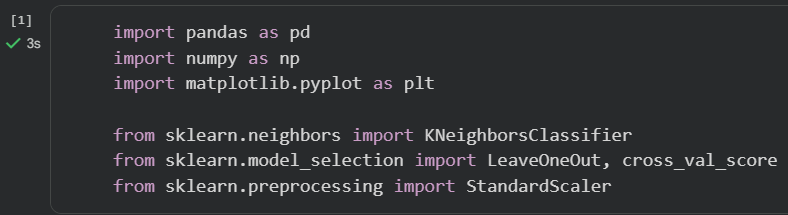 [1]
3s
import pandas as pd
import numpy as np
import matplotlib.pyplot as plt
from sklearn.neighbors import KNeighborsClassifier
from sklearn.model_selection import LeaveOneOut, cross_val_score
from sklearn.preprocessing import StandardScaler